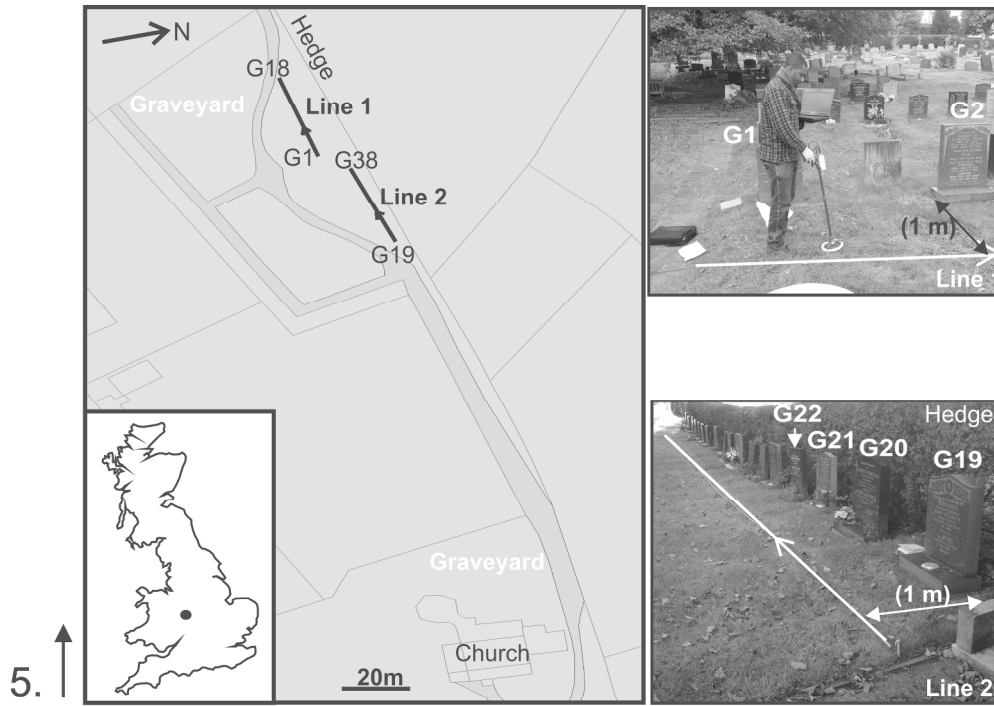 N
Hedge
G18
Graveyard
Line 1
G1
G38
Line 2
G19
Graveyard
Church
20m
5.
G1
G2
(1 m)
Line
G22
Hedge
G21
G20
G19
(1 m)
Line 2